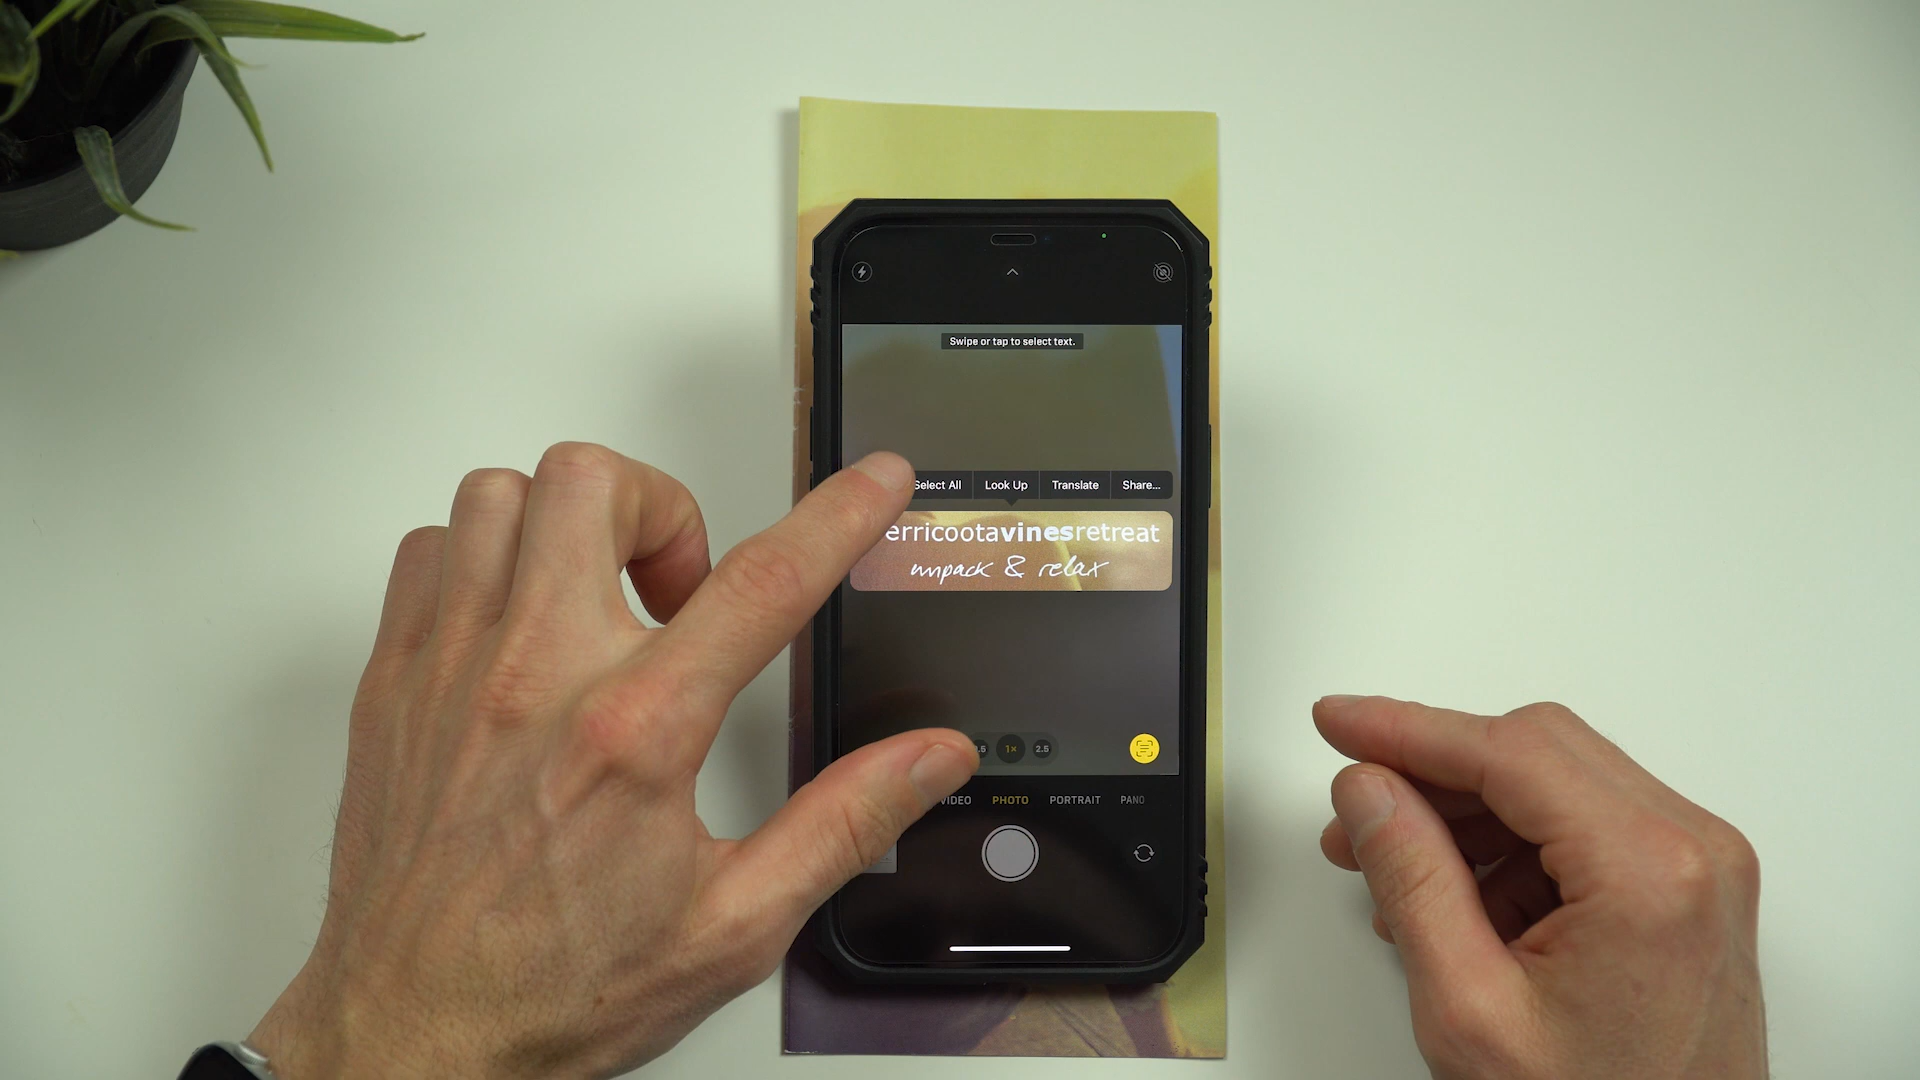 Swipe or tap to select text.
Select All Look Up Translate Share...
erricootavinesretreat
unpack & relax
1× 2.5
VIDEO PHOTO PORTRAIT PANO